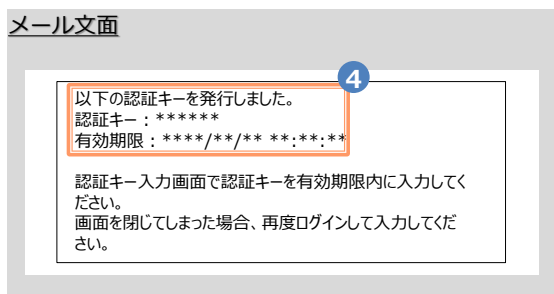 メール文面
4
以下の認証キーを発行しました。
認証キー：******
有効期限：****/**/** **:**:**
認証キー入力画面で認証キーを有効期限内に入力してく
ださい。
画面を閉じてしまった場合、再度ログインして入力してくだ
さい。